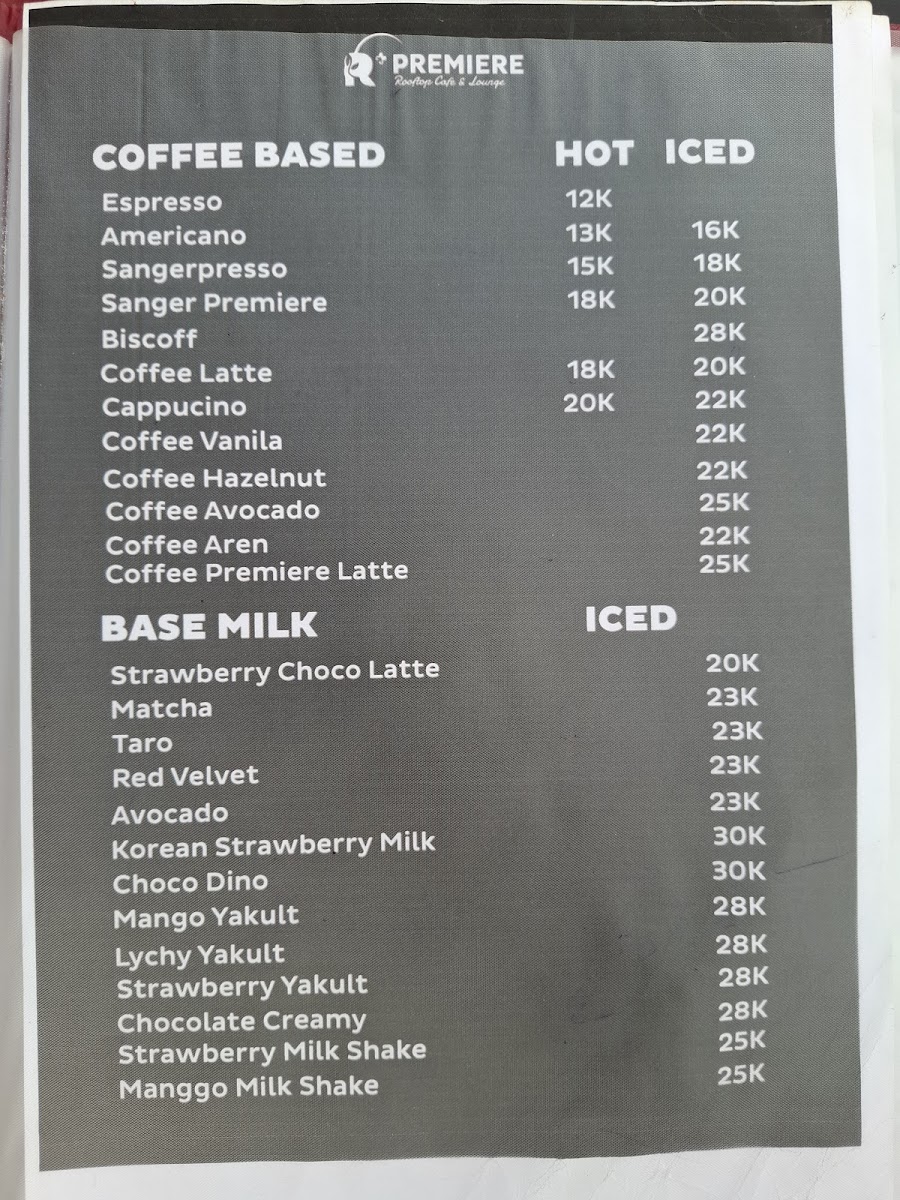 R+ PREMIERE
Rooftop Cafe & Lounge
COFFEE BASED HOT ICED
Espresso 12K
Americano 13K 16K
Sangerpresso 15K 18K
Sanger Premiere 18K 20K
Biscoff 28K
Coffee Latte 18K 20K
Cappucino 20K 22K
Coffee Vanila 22K
Coffee Hazelnut 22K
Coffee Avocado 25K
Coffee Aren 22K
Coffee Premiere Latte 25K
BASE MILK ICED
Strawberry Choco Latte 20K
Matcha 23K
Taro 23K
Red Velvet 23K
Avocado 23K
Korean Strawberry Milk 30K
Choco Dino 30K
Mango Yakult 28K
Lychy Yakult 28K
Strawberry Yakult 28K
Chocolate Creamy 28K
Strawberry Milk Shake 25K
Manggo Milk Shake 25K